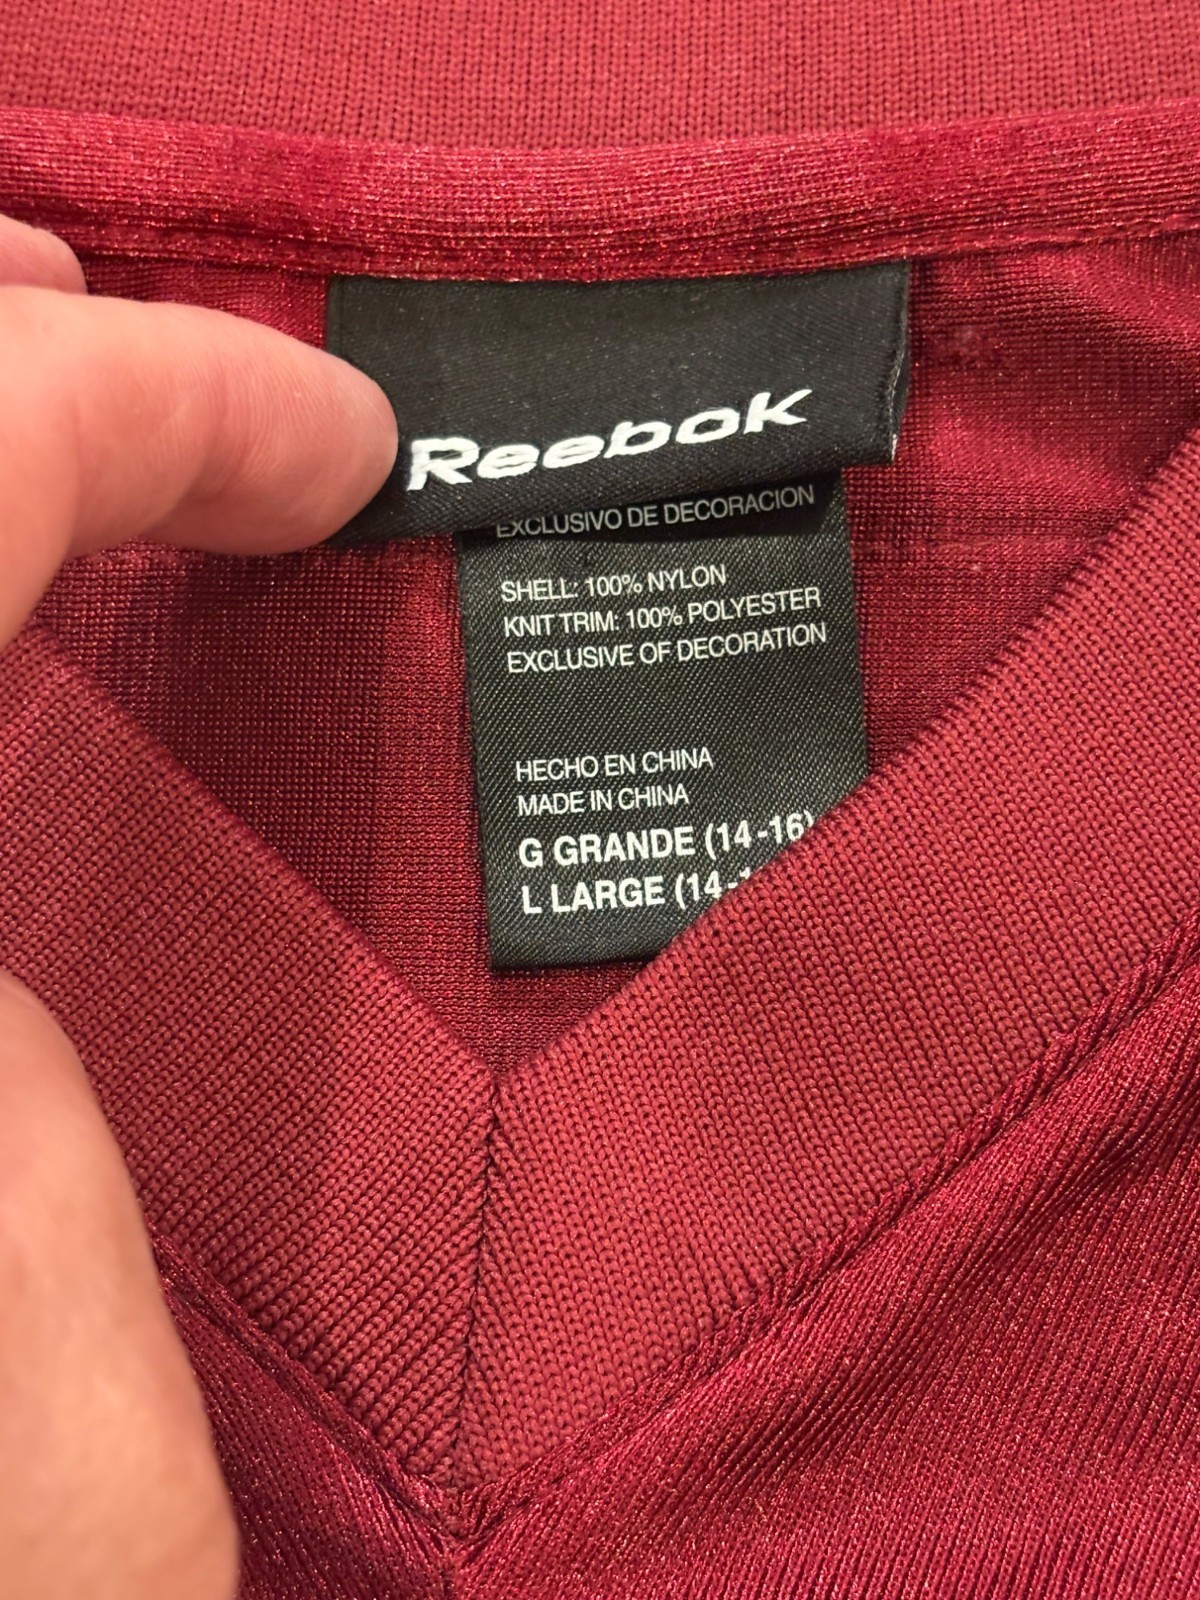 Reebok
EXCLUSIVO DE DECORACION
SHELL: 100% NYLON
KNIT TRIM: 100% POLYESTER
EXCLUSIVE OF DECORATION
HECHO EN CHINA
MADE IN CHINA
G GRANDE (14-16)
L LARGE